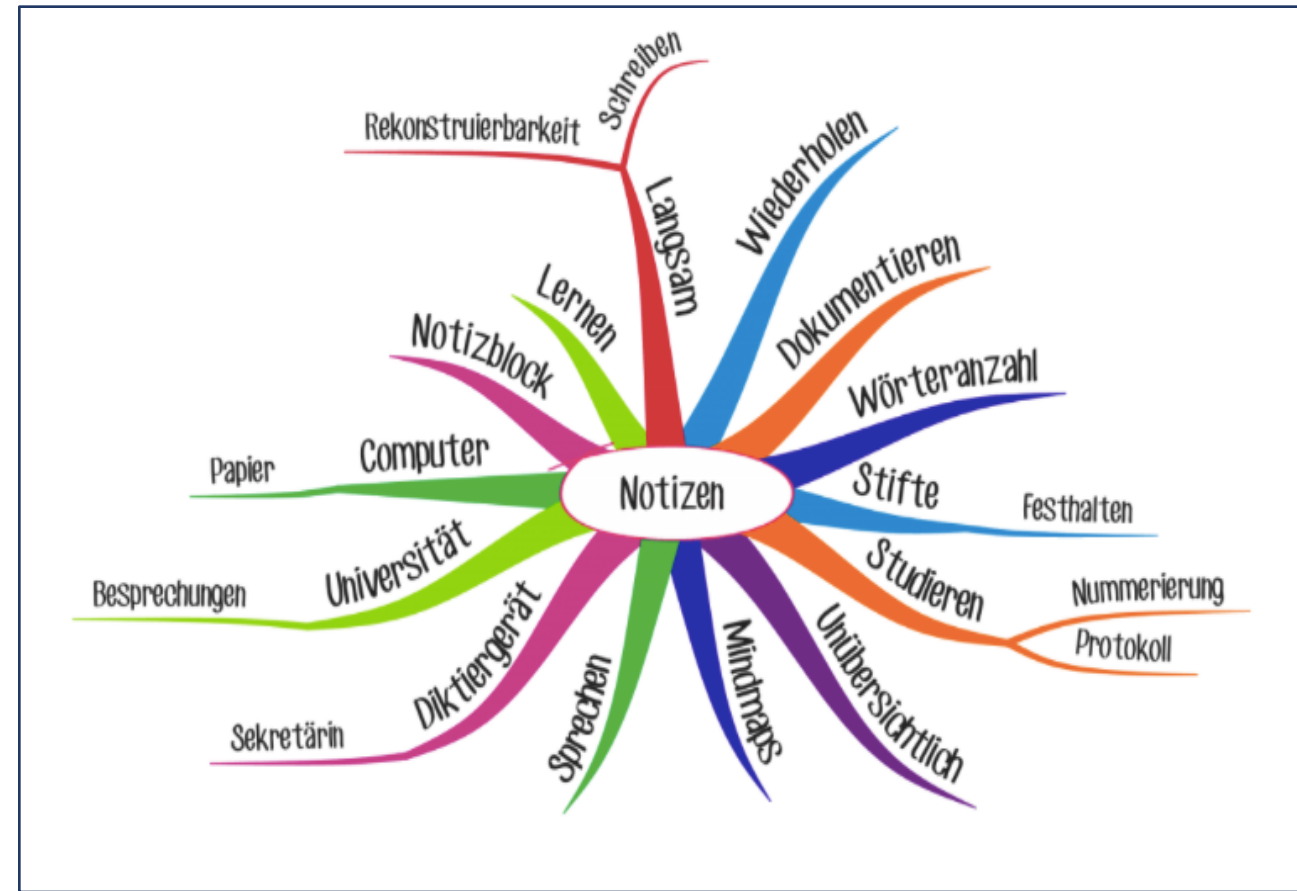 Schreiben
Rekonstruierbarkeit
Langsam
Wiederholen
Dokumentieren
Wörteranzahl
Stifte
Festhalten
Studieren
Nummerierung
Protokoll
Unübersichtlich
Mindmaps
Sprechen
Diktiergerät
Sekretärin
Universität
Besprechungen
Computer
Papier
Notizblock
Lernen
Notizen